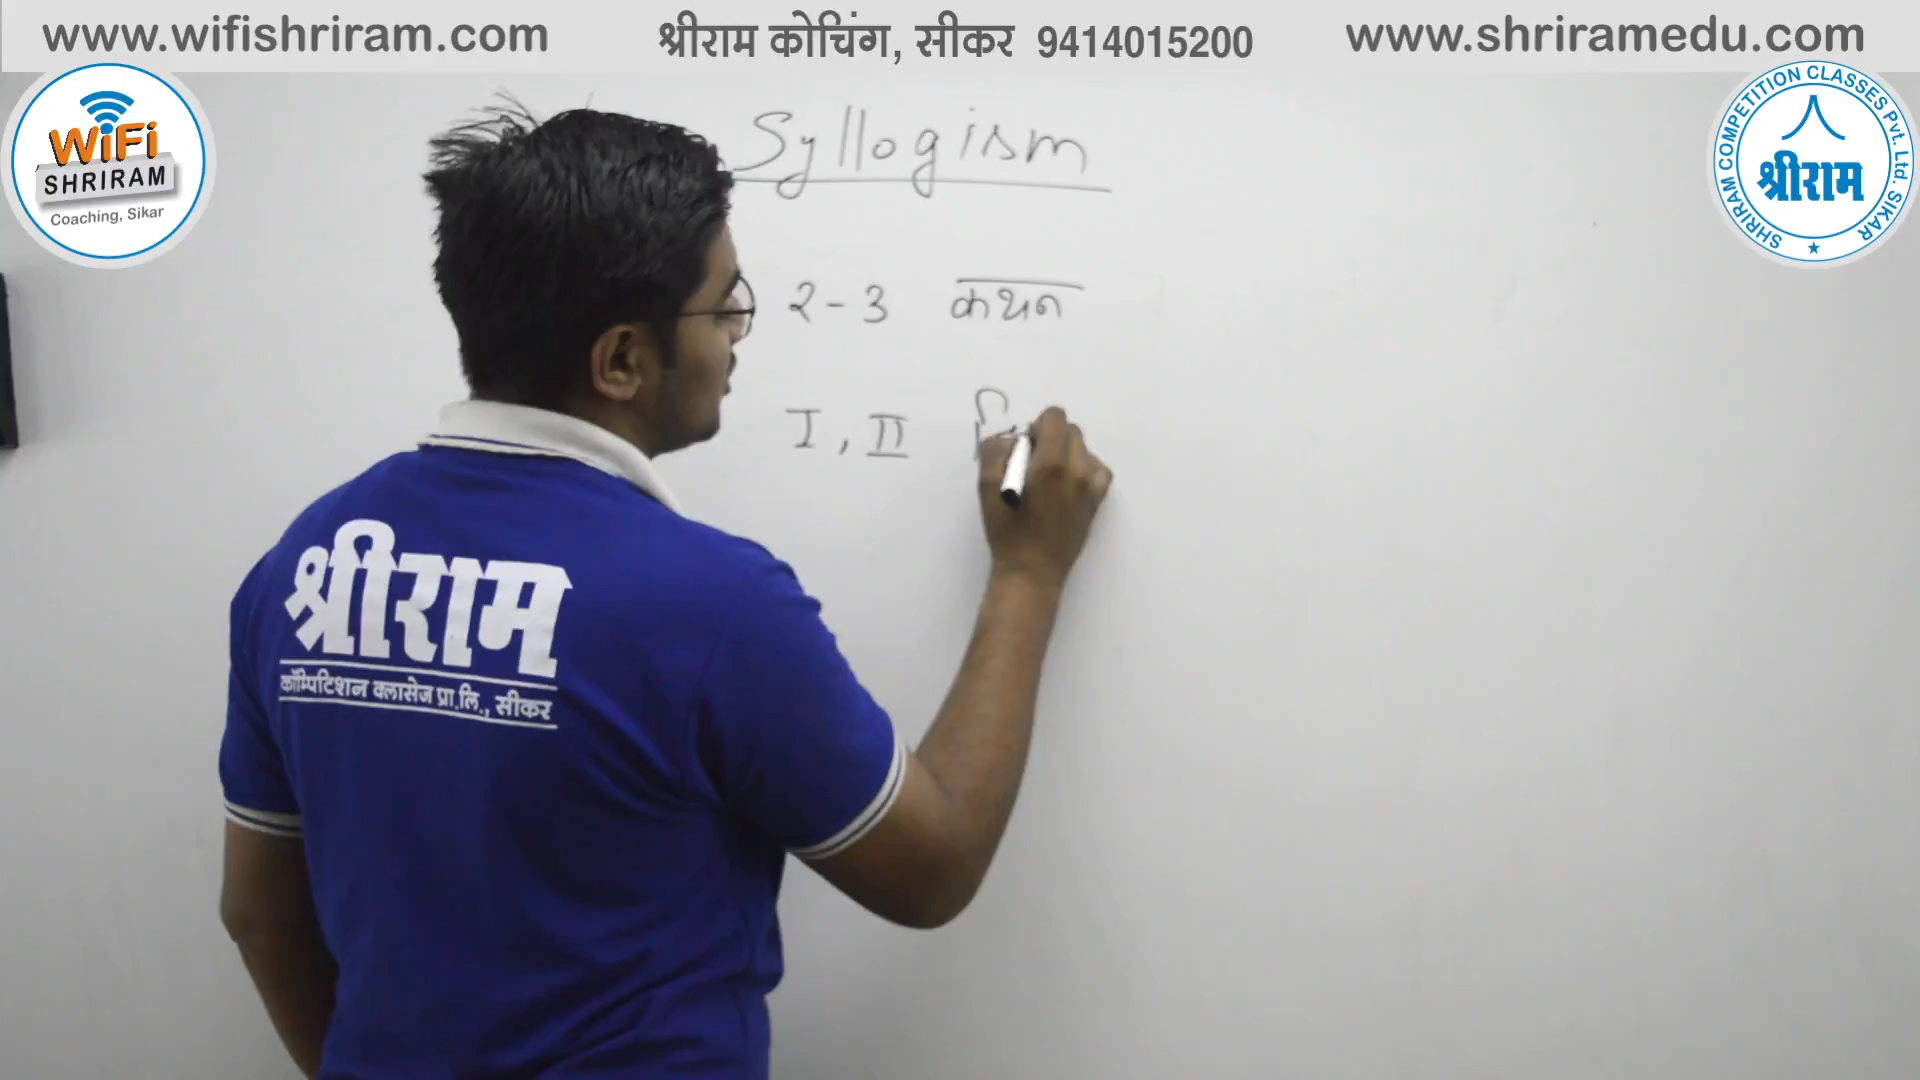 www.wifishriram.com
श्रीराम कोचिंग, सीकर 9414015200
www.shriramedu.com
WiFi
SHRIRAM
Coaching, Sikar
SHRIRAM COMPETITION CLASSES Pvt. Ltd. SIKAR
श्रीराम
Syllogism
2-3 कथन
I, II
श्रीराम
कॉम्पिटिशन क्लासेज प्रा.लि., सीकर